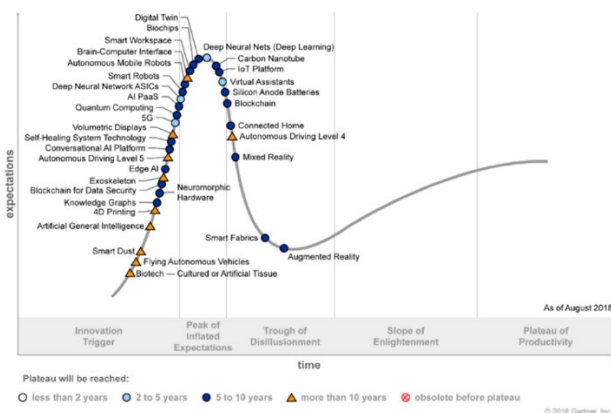 Digital Twin
Biochips
Smart Workspace
Brain-Computer Interface
Autonomous Mobile Robots
Smart Robots
Deep Neural Network ASICs
AI PaaS
Quantum Computing
5G
Volumetric Displays
Self-Healing System Technology
Conversational AI Platform
Autonomous Driving Level 5
Edge AI
Exoskeleton
Blockchain for Data Security
Neuromorphic
Hardware
Knowledge Graphs
4D Printing
Artificial General Intelligence
Smart Dust
Flying Autonomous Vehicles
Biotech — Cultured or Artificial Tissue
Deep Neural Nets (Deep Learning)
Carbon Nanotube
IoT Platform
Virtual Assistants
Silicon Anode Batteries
Blockchain
Connected Home
Autonomous Driving Level 4
Mixed Reality
Smart Fabrics
Augmented Reality
expectations
As of August 2018
Innovation
Trigger
Peak of
Inflated
Expectations
Trough of
Disillusionment
Slope of
Enlightenment
Plateau of
Productivity
time
Plateau will be reached:
less than 2 years
2 to 5 years
5 to 10 years
more than 10 years
obsolete before plateau
© 2018 Gartner, Inc.